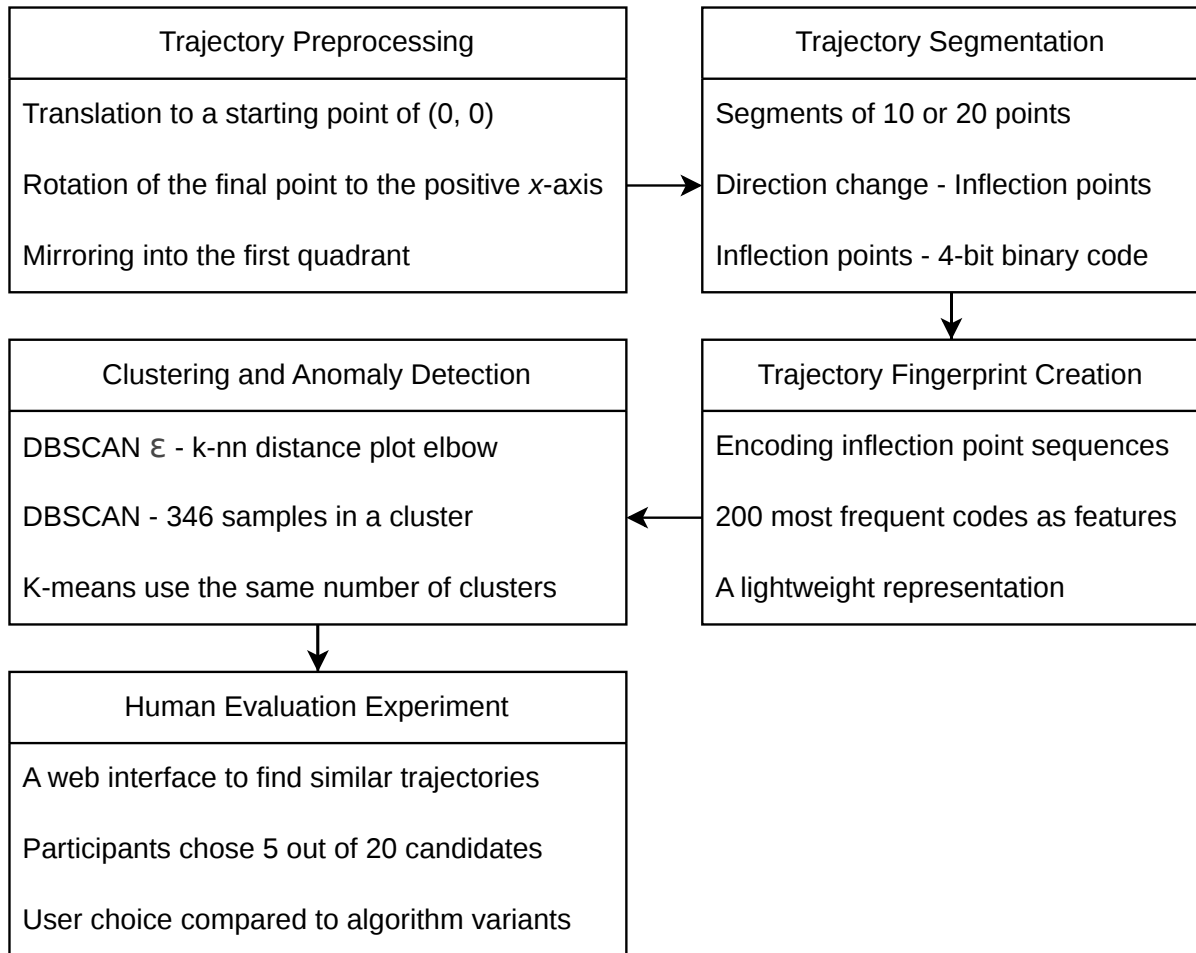 Trajectory Preprocessing
Translation to a starting point of (0, 0)
Rotation of the final point to the positive x-axis
Mirroring into the first quadrant
Trajectory Segmentation
Segments of 10 or 20 points
Direction change - Inflection points
Inflection points - 4-bit binary code
Trajectory Fingerprint Creation
Encoding inflection point sequences
200 most frequent codes as features
A lightweight representation
Clustering and Anomaly Detection
DBSCAN ε - k-nn distance plot elbow
DBSCAN - 346 samples in a cluster
K-means use the same number of clusters
Human Evaluation Experiment
A web interface to find similar trajectories
Participants chose 5 out of 20 candidates
User choice compared to algorithm variants